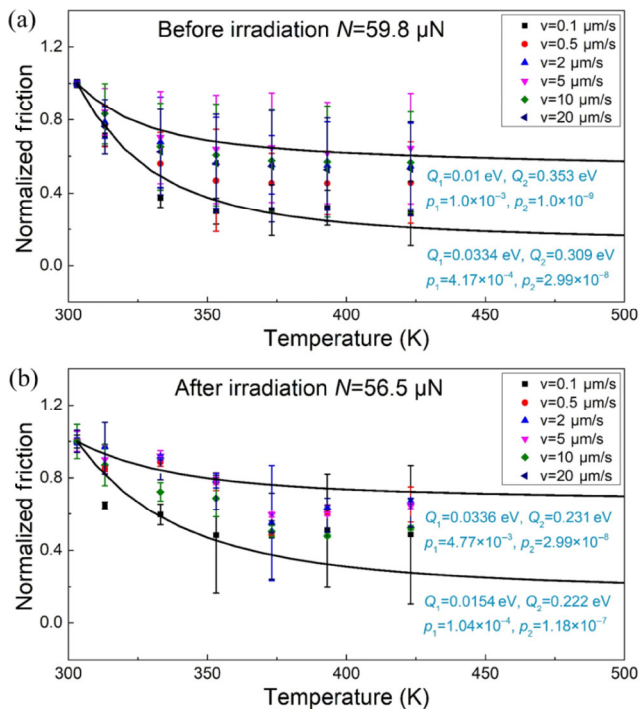 (a)
Before irradiation N=59.8 µN
v=0.1 µm/s
v=0.5 µm/s
v=2 µm/s
v=5 µm/s
v=10 µm/s
v=20 µm/s
Normalized friction
1.2
0.8
0.4
0.0
Q₁=0.01 eV, Q₂=0.353 eV
p₁=1.0×10⁻³, p₂=1.0×10⁻⁹
Q₁=0.0334 eV, Q₂=0.309 eV
p₁=4.17×10⁻⁴, p₂=2.99×10⁻⁸
300 350 400 450 500
Temperature (K)
(b)
After irradiation N=56.5 µN
v=0.1 µm/s
v=0.5 µm/s
v=2 µm/s
v=5 µm/s
v=10 µm/s
v=20 µm/s
Normalized friction
1.2
0.8
0.4
0.0
Q₁=0.0336 eV, Q₂=0.231 eV
p₁=4.77×10⁻³, p₂=2.99×10⁻⁸
Q₁=0.0154 eV, Q₂=0.222 eV
p₁=1.04×10⁻⁴, p₂=1.18×10⁻⁷
300 350 400 450 500
Temperature (K)